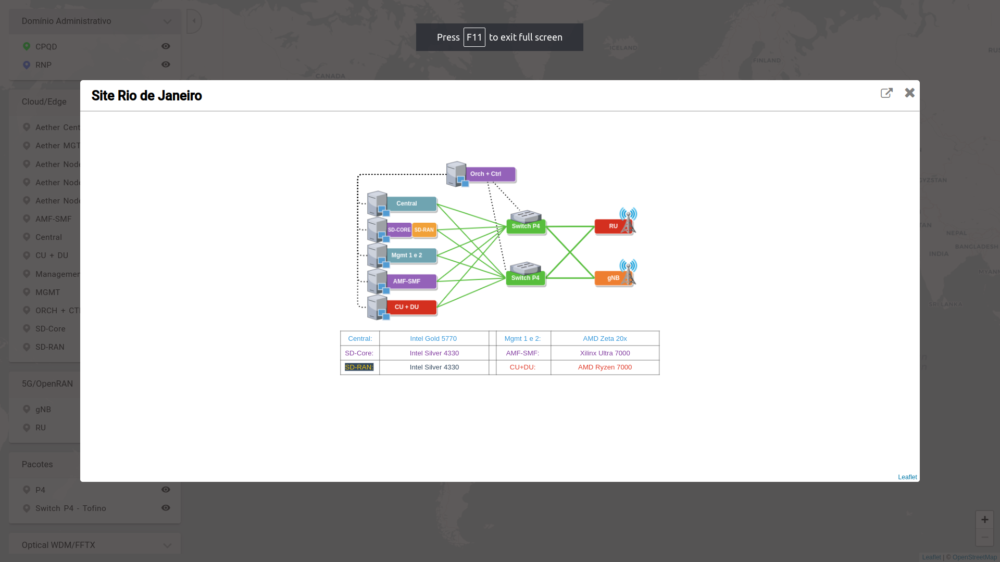 Domínio Administrativo
CPQD
RNP
Press F11 to exit full screen
ICELAND
FINLAND
CANADA
RUS
Cloud/Edge
Aether Cent
Aether MGT
Aether Node
Aether Node
Aether Node
AMF-SMF
Central
CU + DU
Managemen
MGMT
ORCH + CT
SD-Core
SD-RAN
Site Rio de Janeiro
Orch + Ctrl
Central
SD-CORE SD-RAN
Mgmt 1 e 2
AMF-SMF
CU + DU
Switch P4
Switch P4
RU
gNB
Central: Intel Gold 5770 Mgmt 1 e 2: AMD Zeta 20x
SD-Core: Intel Silver 4330 AMF-SMF: Xilinx Ultra 7000
SD-RAN: Intel Silver 4330 CU+DU: AMD Ryzen 7000
Leaflet
GYZSTAN
TAN
NEPAL
BANGLADESH
INDIA
MYANM
SRI LANKA
5G/OpenRAN
gNB
RU
Pacotes
P4
Switch P4 - Tofino
Optical WDM/FFTX
+
−
Leaflet | © OpenStreetMap